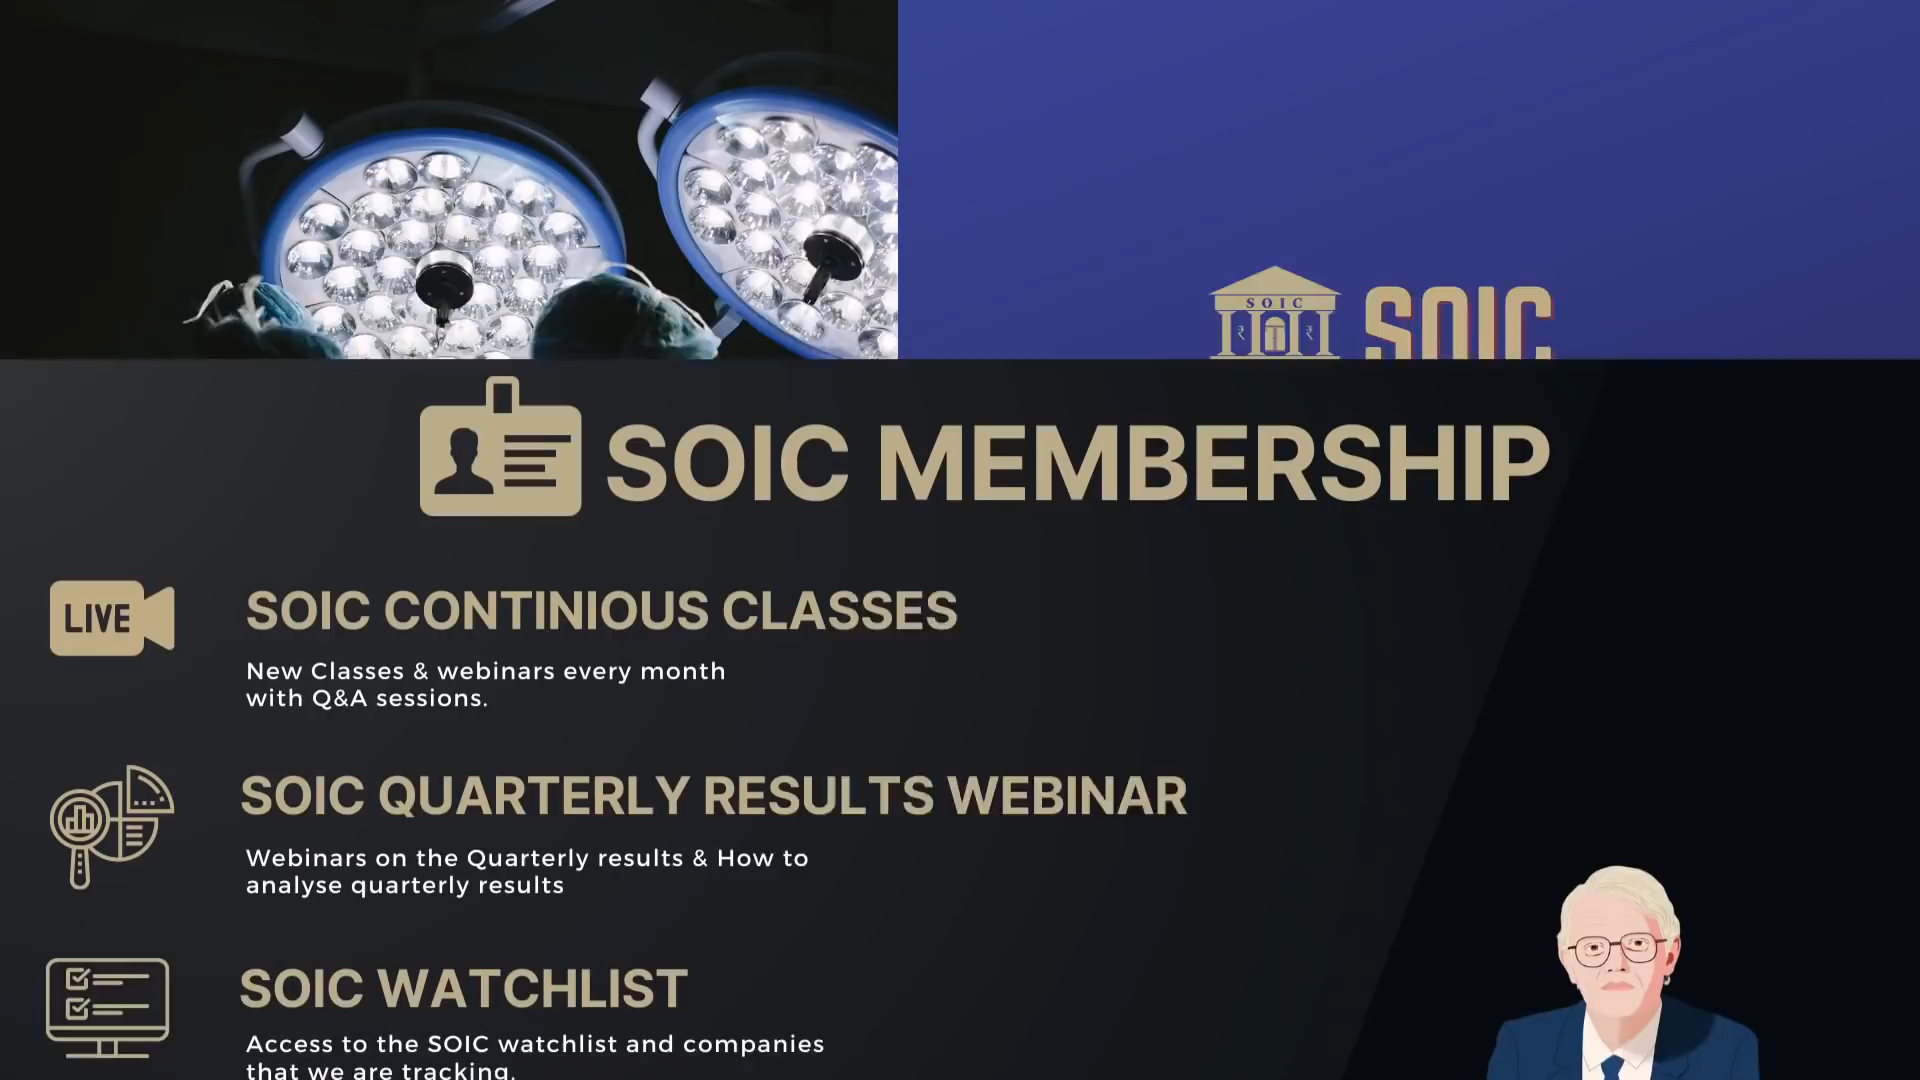 SOIC
SOIC
SOIC MEMBERSHIP
LIVE
SOIC CONTINIOUS CLASSES
New Classes & webinars every month
with Q&A sessions.
SOIC QUARTERLY RESULTS WEBINAR
Webinars on the Quarterly results & How to
analyse quarterly results
SOIC WATCHLIST
Access to the SOIC watchlist and companies
that we are tracking.